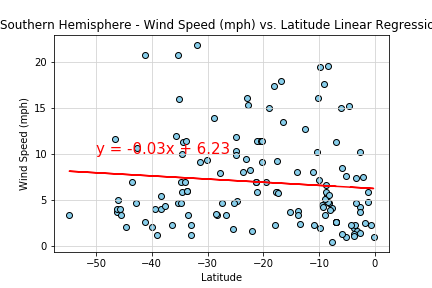 Southern Hemisphere - Wind Speed (mph) vs. Latitude Linear Regressio
20
15
10
5
0
Wind Speed (mph)
y = -0.03x + 6.23
−50
−40
−30
−20
−10
0
Latitude